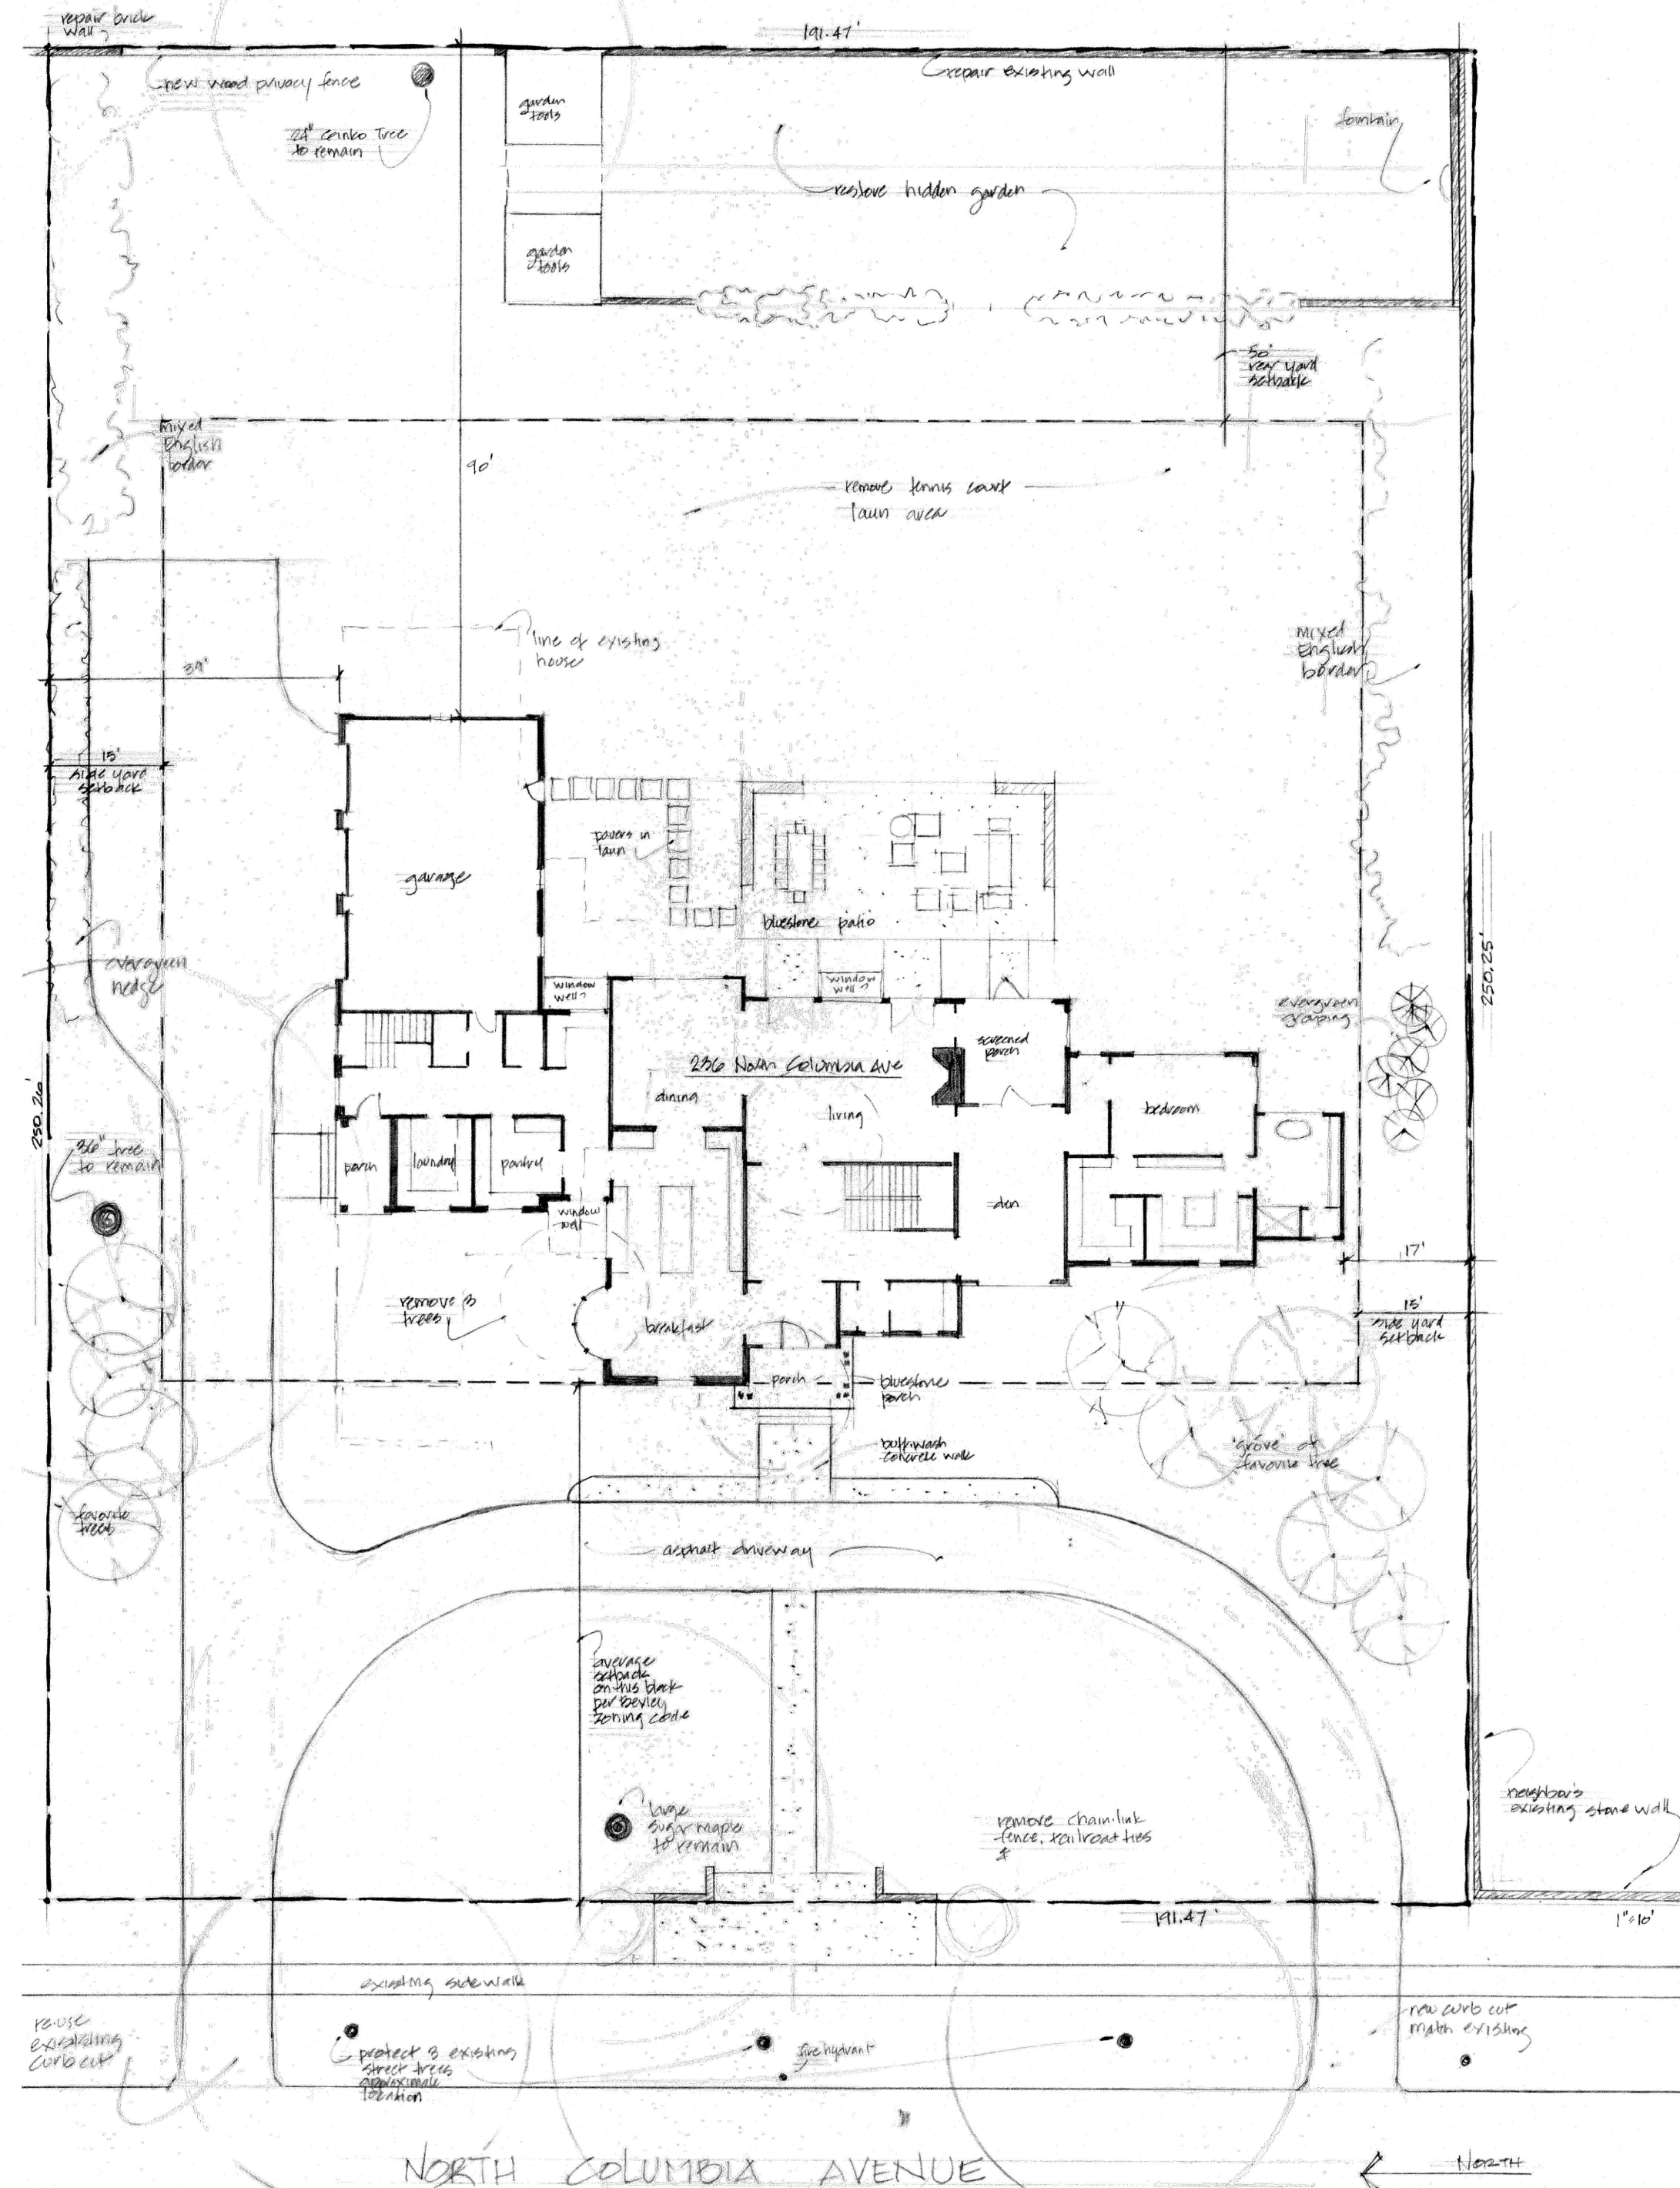 repair brick
wall
191.47'
new wood privacy fence
24" Ginko Tree
to remain
garden
tools
repair existing wall
fountain
restore hidden garden
garden
tools
50'
rear yard
setback
mixed
English
border
90'
remove tennis court
lawn area
line of existing
house
39'
mixed
English
border
15'
side yard
setback
garage
pavers in
lawn
bluestone patio
250.25'
evergreen
hedge
window
well?
window
well?
evergreen
grouping
screened
porch
236 North Columbia Ave
dining
living
bedroom
250.26'
36" tree
to remain
porch
laundry
pantry
window
well
den
17'
remove 3
trees
breakfast
15'
side yard
setback
porch
bluestone
porch
buffwash
concrete walk
'grove' of
favorite tree
favorite
trees
asphalt driveway
average
setback
on this block
per Bexley
zoning code
large
sugar maple
to remain
remove chain-link
fence, railroad ties
&
neighbor's
existing stone wall
191.47'
1"=10'
existing sidewalk
re-use
existing
curb cut
protect 3 existing
street trees
approximate
location
fire hydrant
new curb cut
match existing
NORTH COLUMBIA AVENUE
NORTH